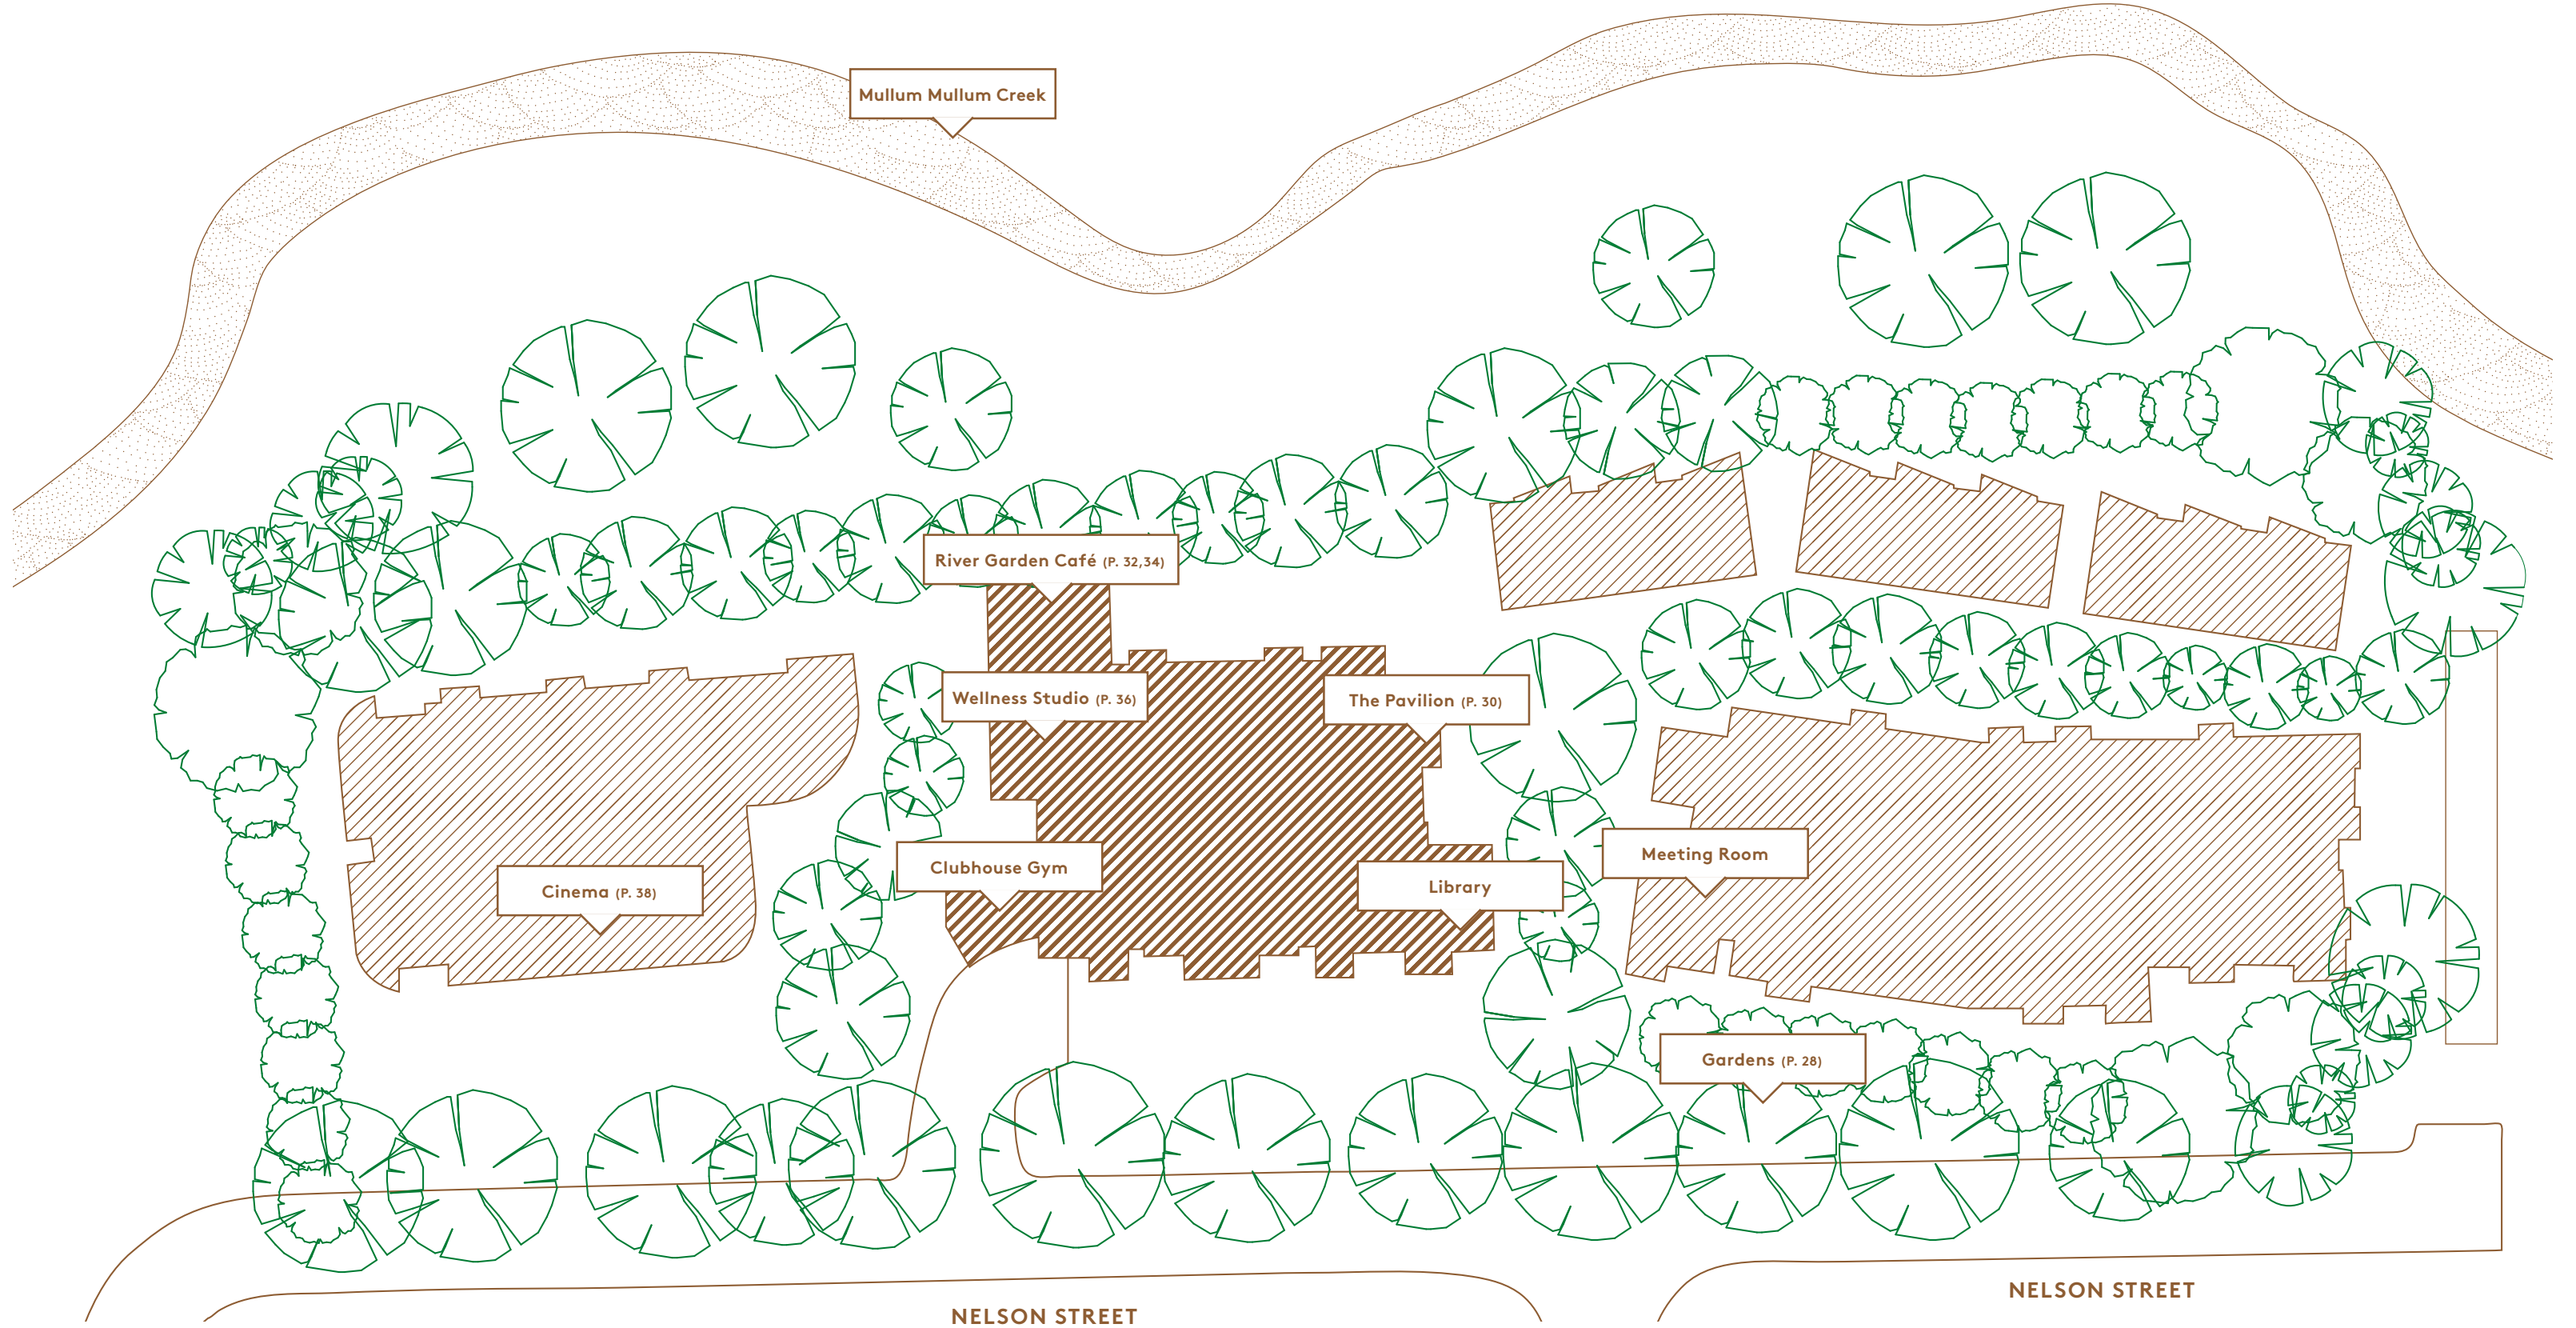 Mullum Mullum Creek
River Garden Café (P. 32,34)
Wellness Studio (P. 36)
The Pavilion (P. 30)
Meeting Room
Clubhouse Gym
Library
Cinema (P. 38)
Gardens (P. 28)
NELSON STREET
NELSON STREET